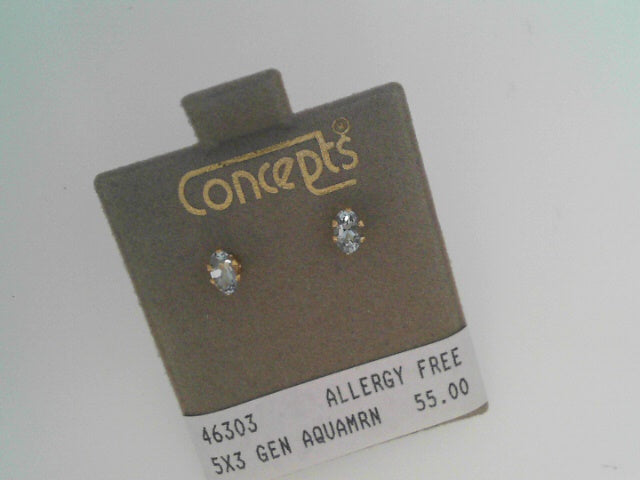 Concepts®
46303 ALLERGY FREE
5X3 GEN AQUAMRN 55.00